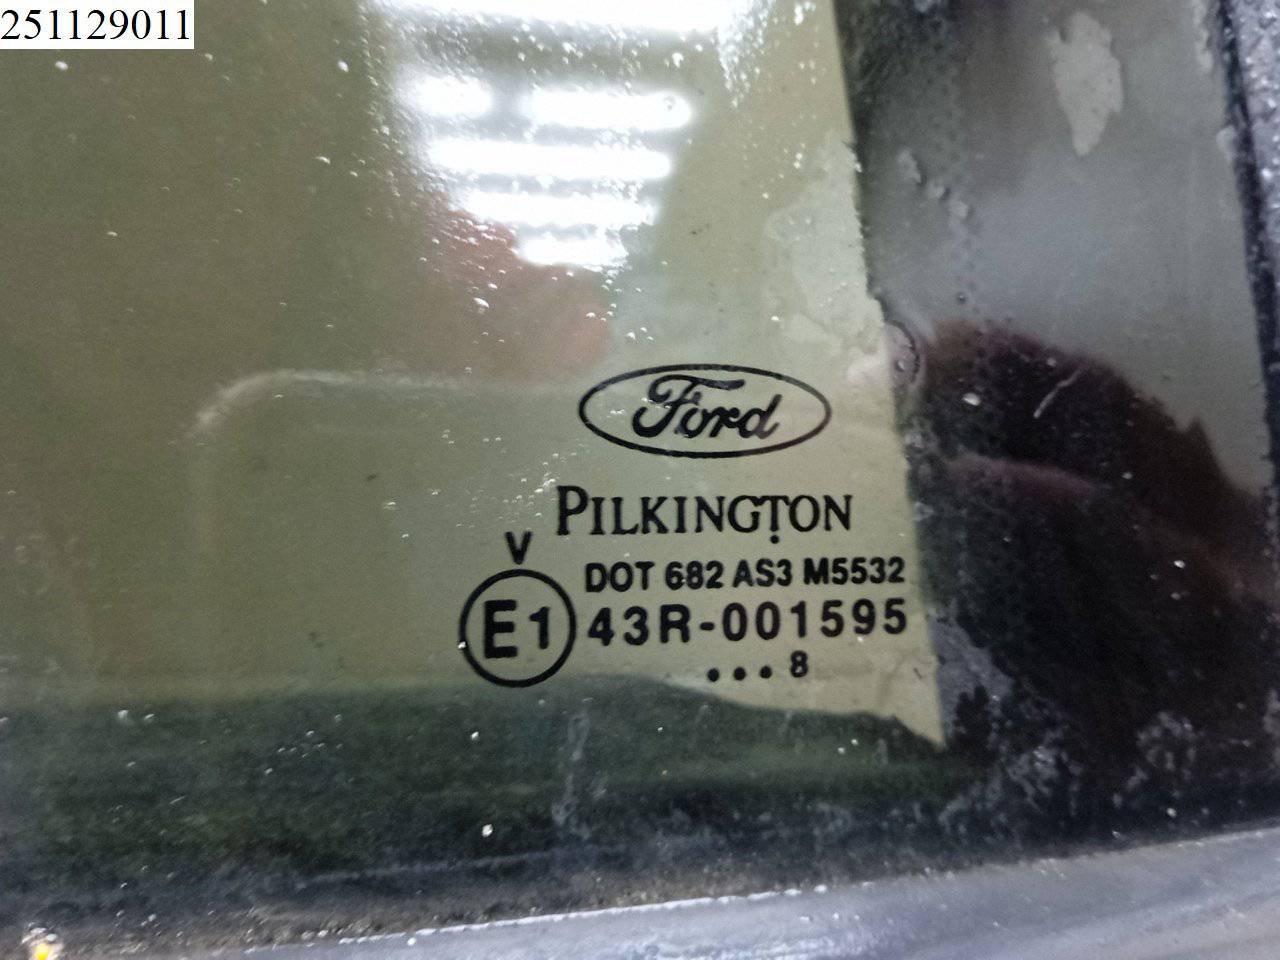 251129011
Ford
PILKINGTON
V
DOT 682 AS3 M5532
E1 43R-001595
...8